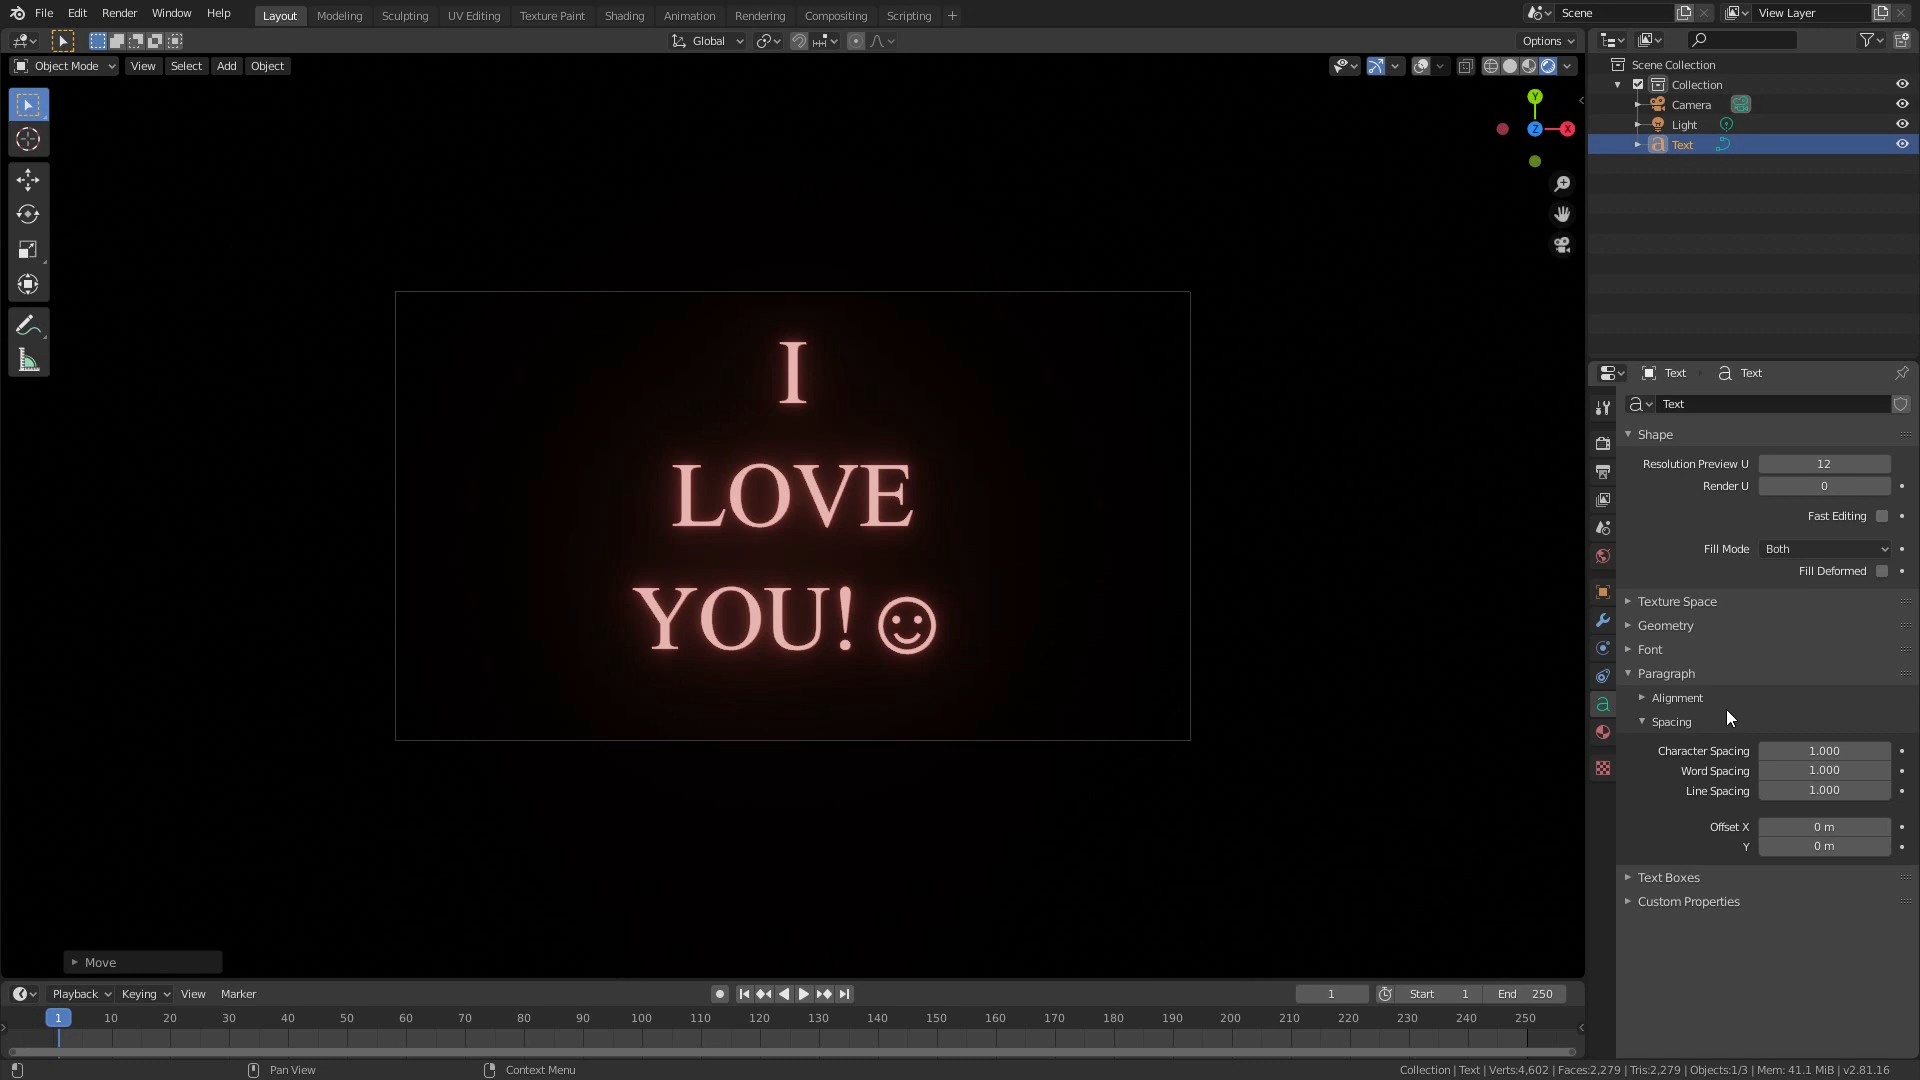 File Edit Render Window Help Layout Modeling Sculpting UV Editing Texture Paint Shading Animation Rendering Compositing Scripting + Scene View Layer
Global Options
Object Mode View Select Add Object
Y
Z X
Scene Collection
Collection
Camera
Light
Text
I
LOVE
YOU!☺
Text Text
Text
Shape
Resolution Preview U 12
Render U 0
Fast Editing
Fill Mode Both
Fill Deformed
Texture Space
Geometry
Font
Paragraph
Alignment
Spacing
Character Spacing 1.000
Word Spacing 1.000
Line Spacing 1.000
Offset X 0 m
Y 0 m
Text Boxes
Custom Properties
Move
Playback Keying View Marker 1 Start 1 End 250
1 10 20 30 40 50 60 70 80 90 100 110 120 130 140 150 160 170 180 190 200 210 220 230 240 250
Pan View Context Menu Collection | Text | Verts:4,602 | Faces:2,279 | Tris:2,279 | Objects:1/3 | Mem: 41.1 MiB | v2.81.16